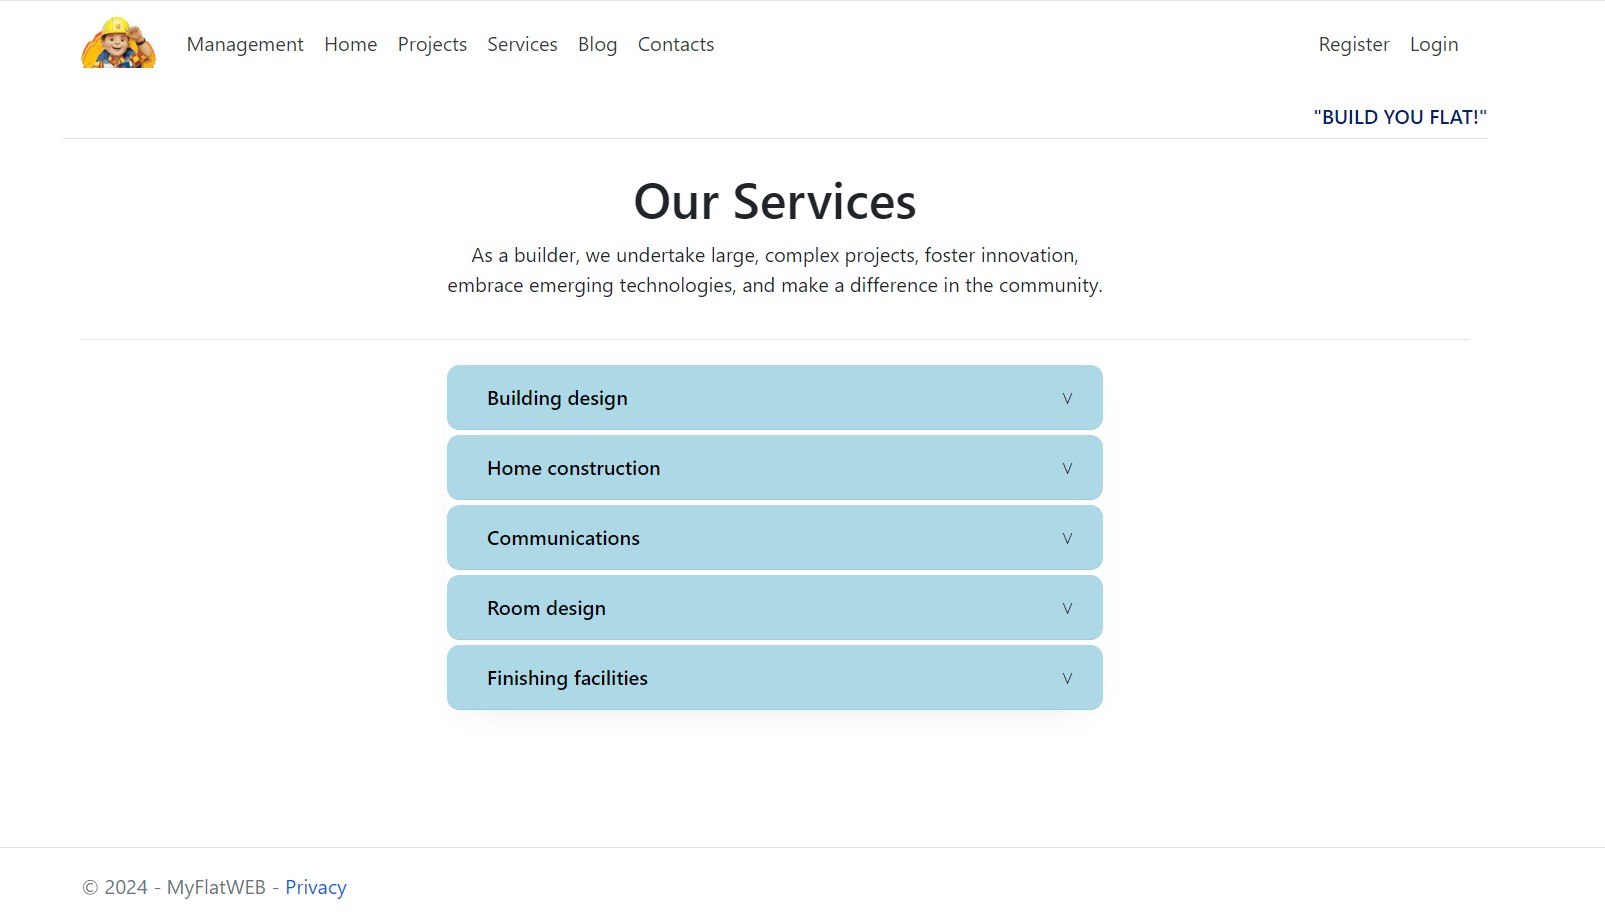 Management Home Projects Services Blog Contacts Register Login
"BUILD YOU FLAT!"
Our Services
As a builder, we undertake large, complex projects, foster innovation,
embrace emerging technologies, and make a difference in the community.
Building design V
Home construction V
Communications V
Room design V
Finishing facilities V
© 2024 - MyFlatWEB - Privacy